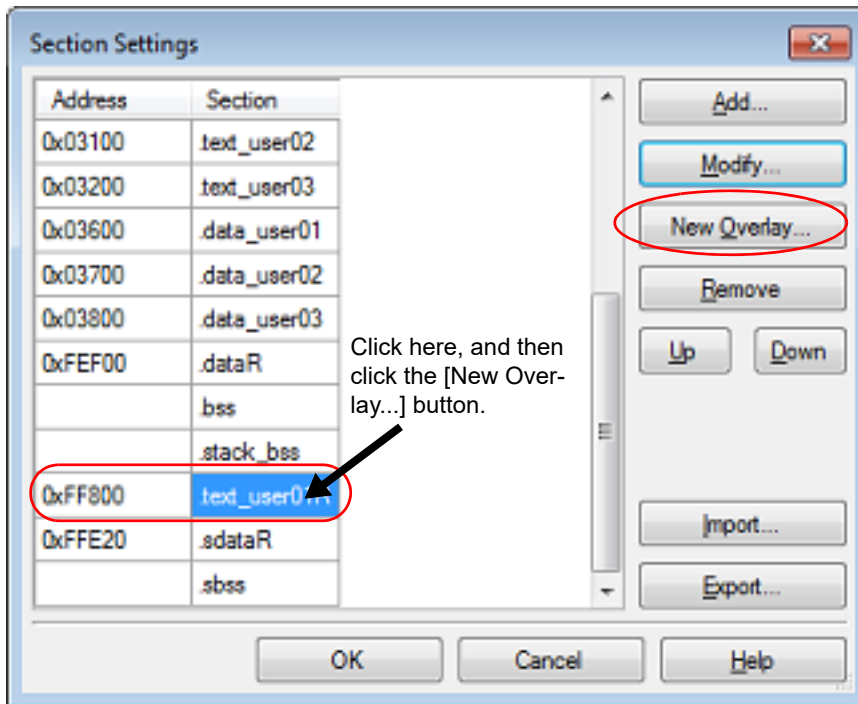 Section Settings
Address Section
0x03100 .text_user02
0x03200 .text_user03
0x03600 .data_user01
0x03700 .data_user02
0x03800 .data_user03
0xFEF00 .dataR
.bss
.stack_bss
0xFF800 .text_user01R
0xFFE20 .sdataR
.sbss
Click here, and then
click the [New Over-
lay...] button.
Add...
Modify...
New Overlay...
Remove
Up Down
Import...
Export...
OK Cancel Help